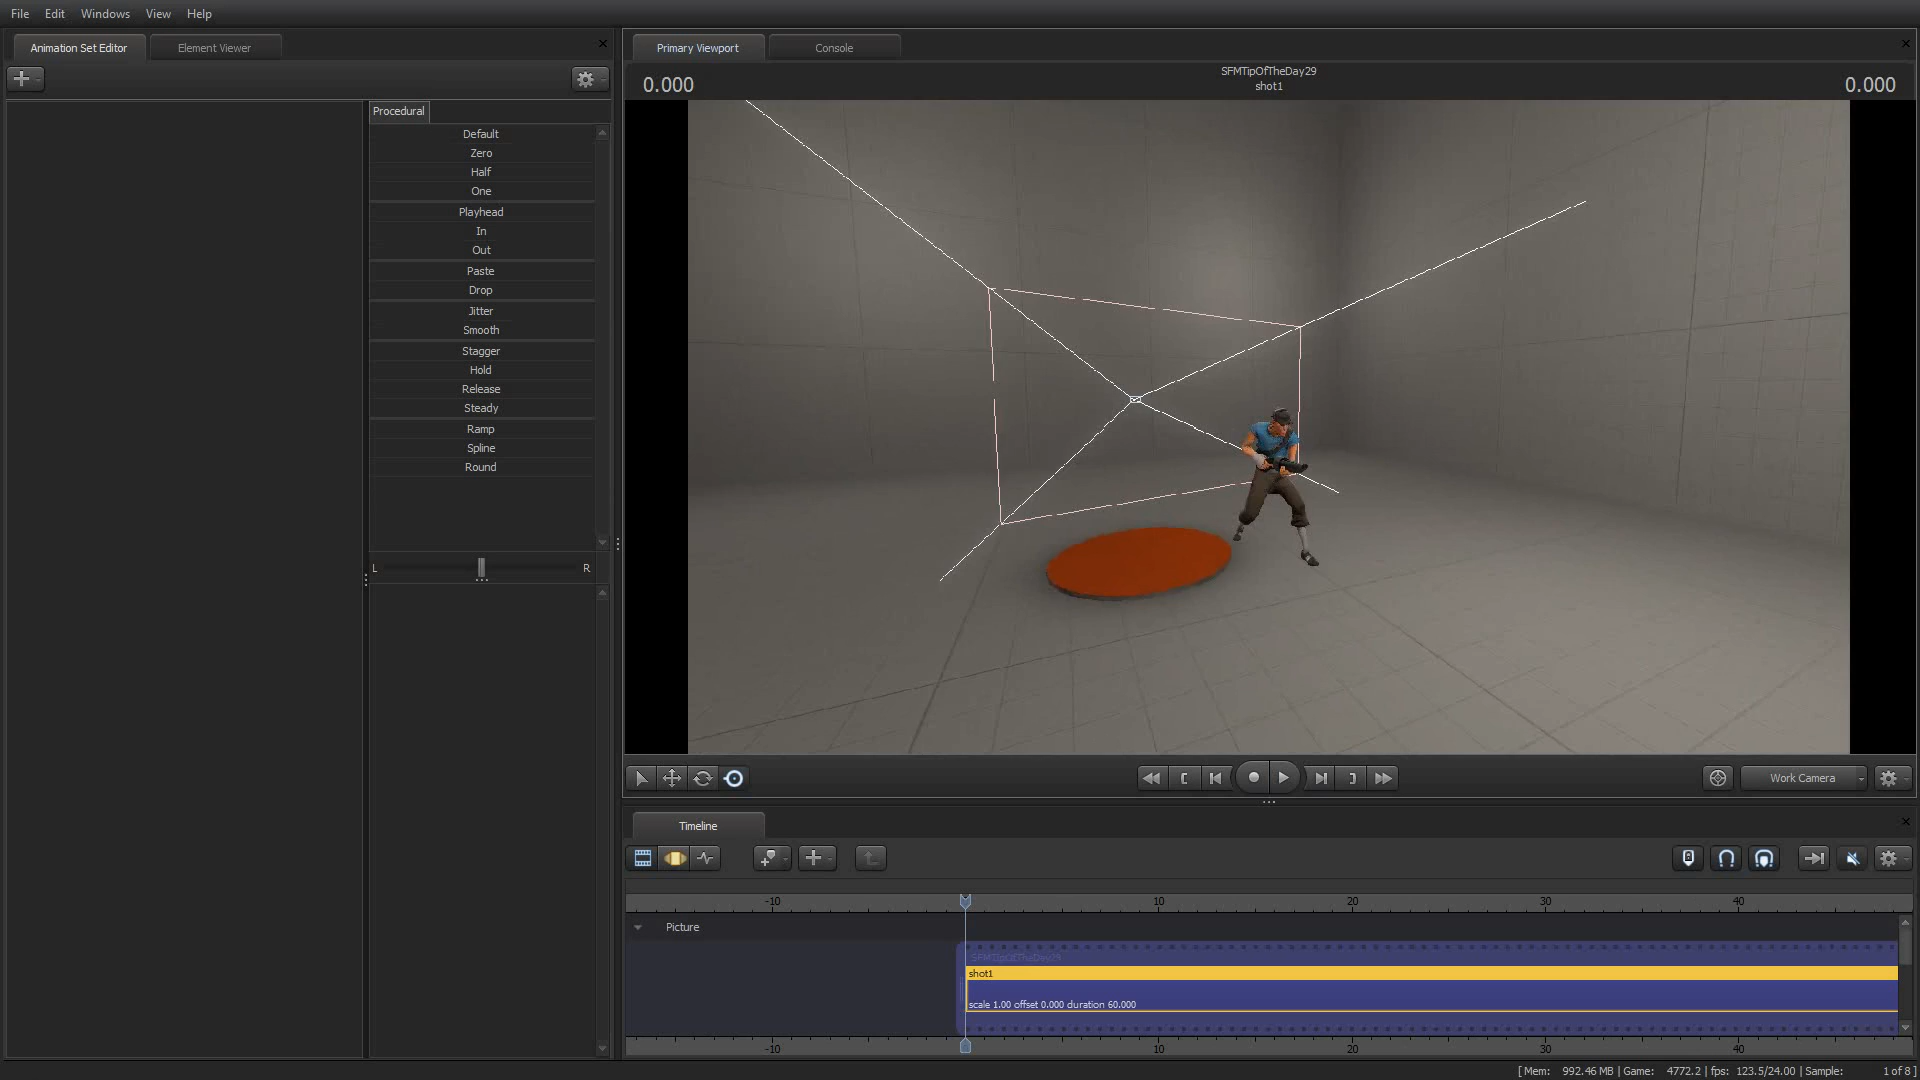 File Edit Windows View Help
Animation Set Editor Element Viewer
Primary Viewport Console
0.000
SFMTipOfTheDay29
shot1
0.000
Procedural
Default
Zero
Half
One
Playhead
In
Out
Paste
Drop
Jitter
Smooth
Stagger
Hold
Release
Steady
Ramp
Spline
Round
L R
Work Camera
Timeline
-10 10 20 30 40
Picture
SFMTipOfTheDay29
shot1
scale 1.00 offset 0.000 duration 60.000
-10 10 20 30 40
[ Mem: 992.46 MB | Game: 4772.2 | fps: 123.5/24.00 | Sample: 1 of 8 ]